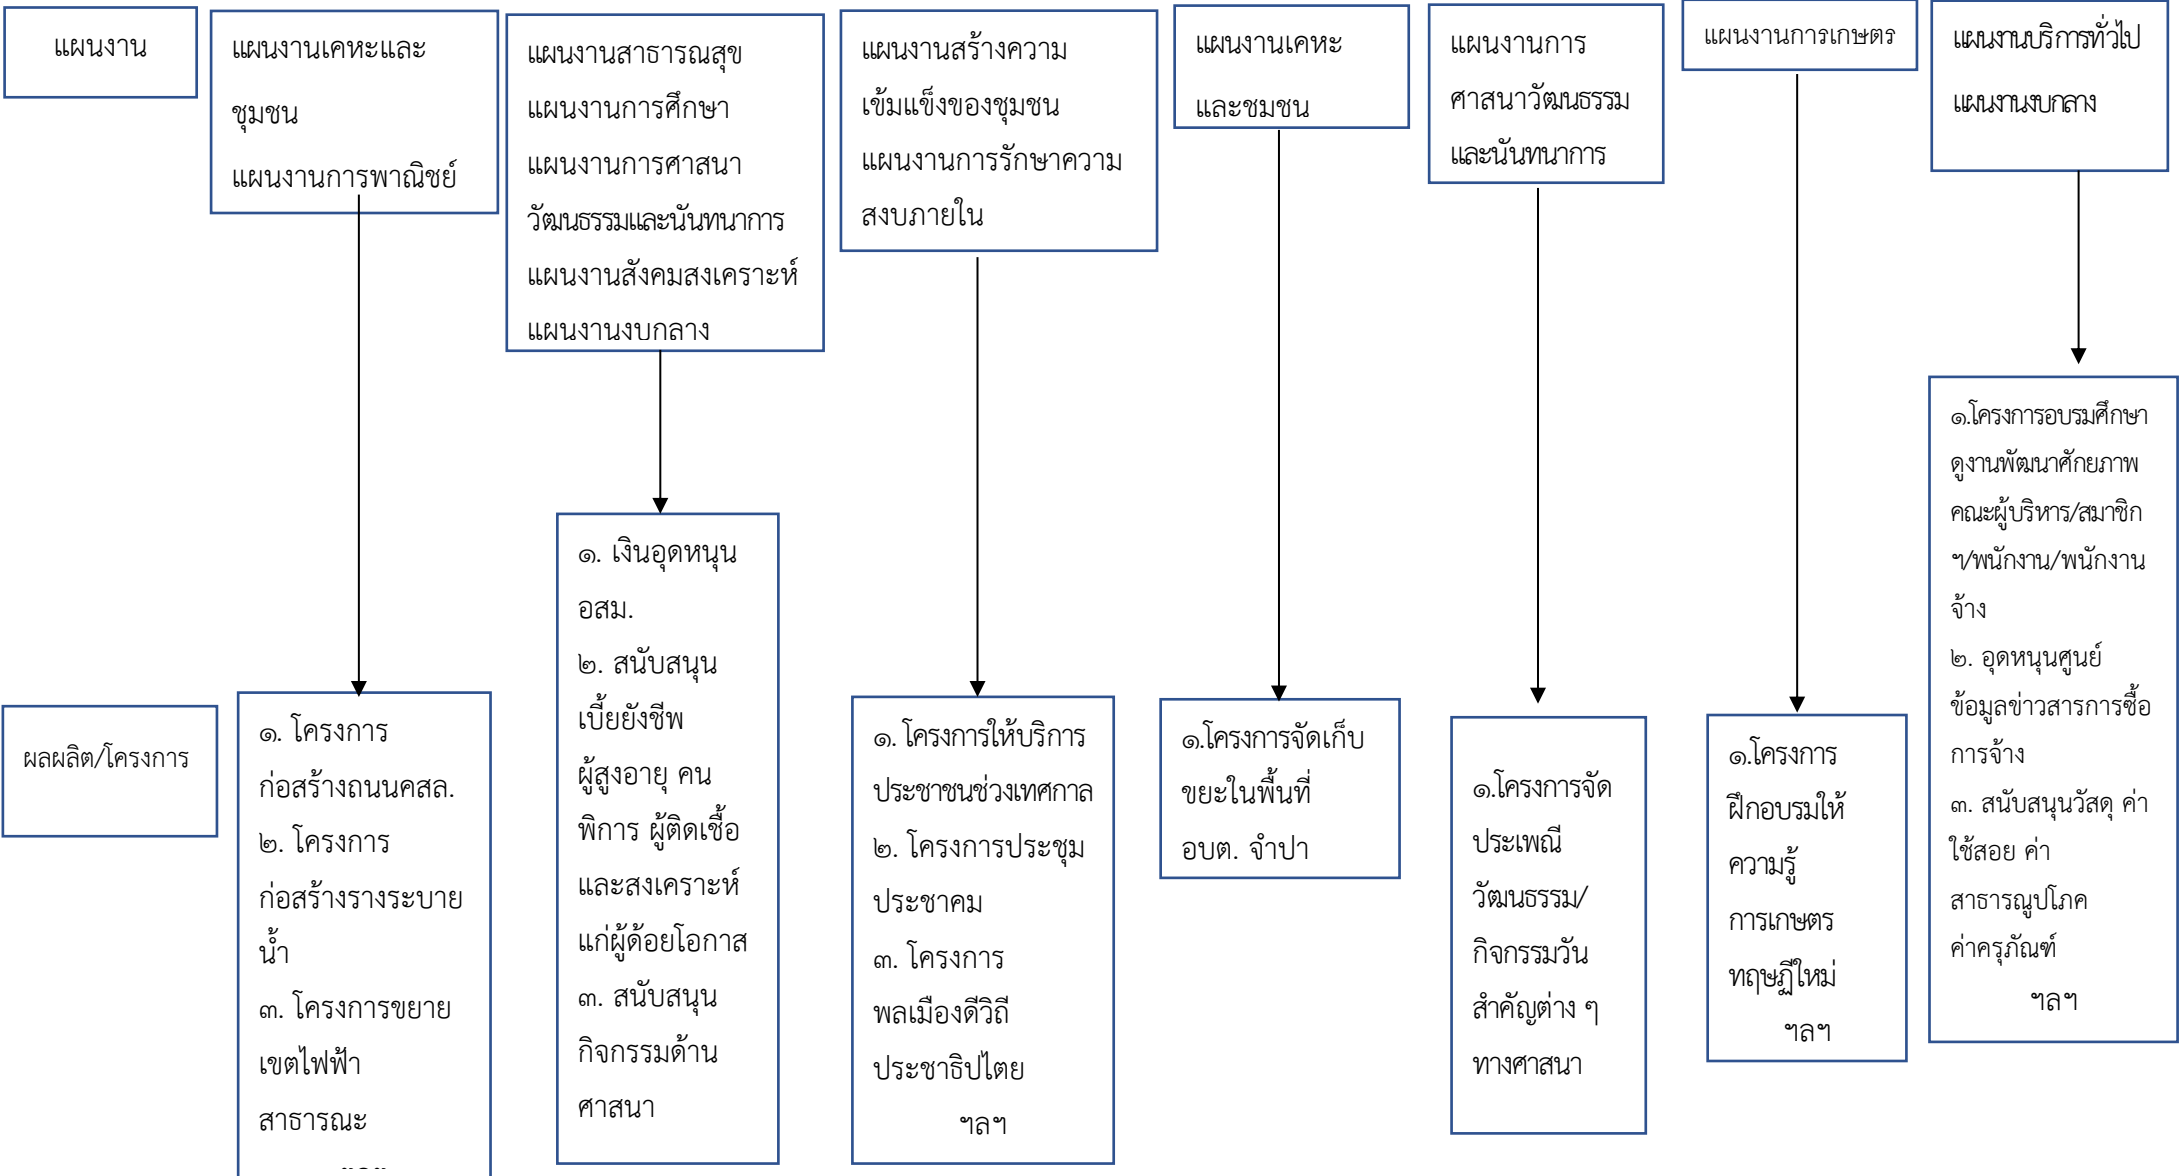 แผนงาน
แผนงานเคหะและ
ชุมชน
แผนงานการพาณิชย์
แผนงานสาธารณสุข
แผนงานการศึกษา
แผนงานการศาสนา
วัฒนธรรมและนันทนาการ
แผนงานสังคมสงเคราะห์
แผนงานงบกลาง
แผนงานสร้างความ
เข้มแข็งของชุมชน
แผนงานการรักษาความ
สงบภายใน
แผนงานเคหะ
และชุมชน
แผนงานการ
ศาสนาวัฒนธรรม
และนันทนาการ
แผนงานการเกษตร
แผนงานบริการทั่วไป
แผนงานงบกลาง
ผลผลิต/โครงการ
๑. โครงการ
ก่อสร้างถนนคสล.
๒. โครงการ
ก่อสร้างรางระบาย
น้ำ
๓. โครงการขยาย
เขตไฟฟ้า
สาธารณะ
๑. เงินอุดหนุน
อสม.
๒. สนับสนุน
เบี้ยยังชีพ
ผู้สูงอายุ คน
พิการ ผู้ติดเชื้อ
และสงเคราะห์
แก่ผู้ด้อยโอกาส
๓. สนับสนุน
กิจกรรมด้าน
ศาสนา
๑. โครงการให้บริการ
ประชาชนช่วงเทศกาล
๒. โครงการประชุม
ประชาคม
๓. โครงการ
พลเมืองดีวิถี
ประชาธิปไตย
ฯลฯ
๑.โครงการจัดเก็บ
ขยะในพื้นที่
อบต. จำปา
๑.โครงการจัด
ประเพณี
วัฒนธรรม/
กิจกรรมวัน
สำคัญต่าง ๆ
ทางศาสนา
๑.โครงการ
ฝึกอบรมให้
ความรู้
การเกษตร
ทฤษฎีใหม่
ฯลฯ
๑.โครงการอบรมศึกษา
ดูงานพัฒนาศักยภาพ
คณะผู้บริหาร/สมาชิก
ฯ/พนักงาน/พนักงาน
จ้าง
๒. อุดหนุนศูนย์
ข้อมูลข่าวสารการซื้อ
การจ้าง
๓. สนับสนุนวัสดุ ค่า
ใช้สอย ค่า
สาธารณูปโภค
ค่าครุภัณฑ์
ฯลฯ